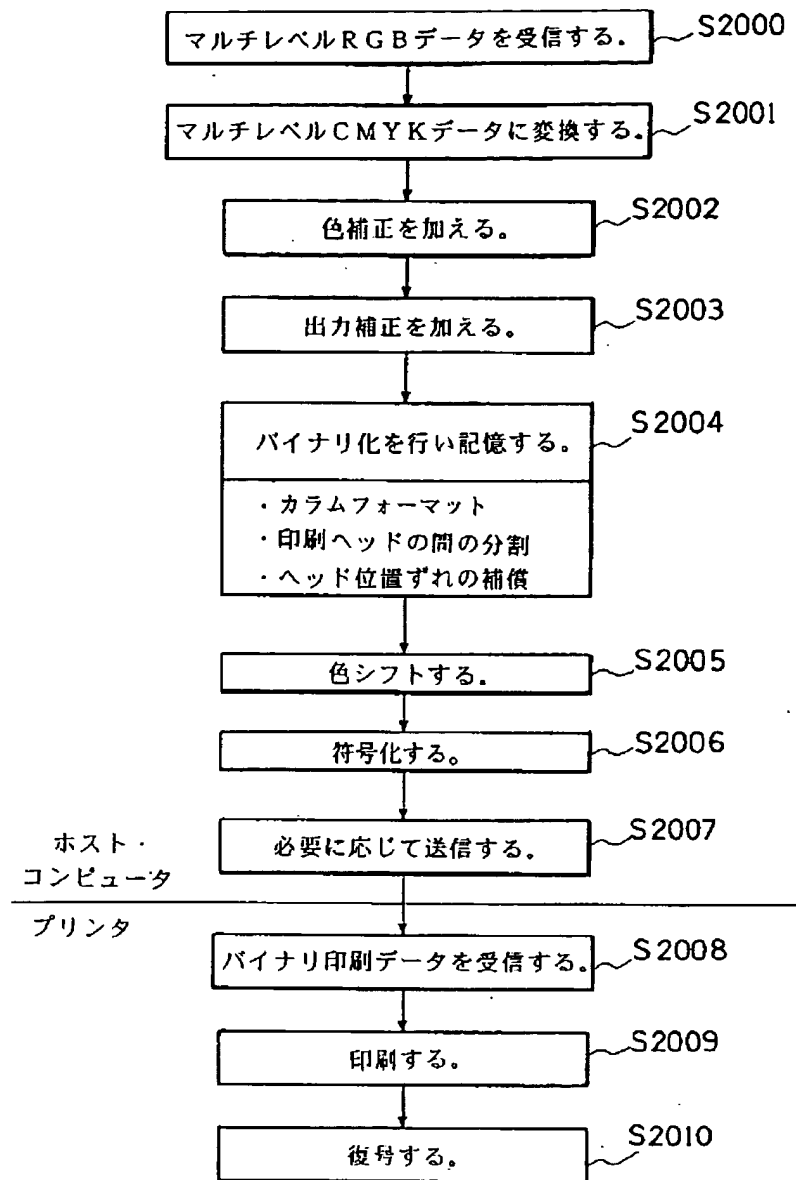 マルチレベルRGBデータを受信する。 S2000
マルチレベルCMYKデータに変換する。 S2001
色補正を加える。 S2002
出力補正を加える。 S2003
バイナリ化を行い記憶する。 S2004
・カラムフォーマット
・印刷ヘッドの間の分割
・ヘッド位置ずれの補償
色シフトする。 S2005
符号化する。 S2006
必要に応じて送信する。 S2007
ホスト・
コンピュータ
プリンタ
バイナリ印刷データを受信する。 S2008
印刷する。 S2009
復号する。 S2010